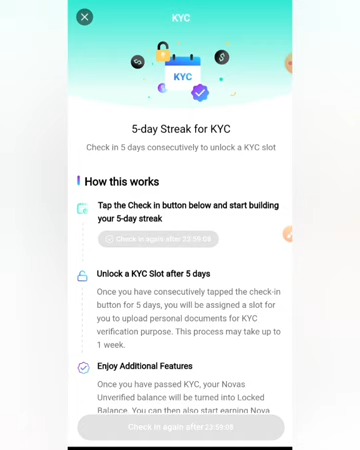 KYC
KYC
5-day Streak for KYC
Check in 5 days consecutively to unlock a KYC slot
How this works
Tap the Check in button below and start building
your 5-day streak
Check in again after 23:59:08
Unlock a KYC Slot after 5 days
Once you have consecutively tapped the check-in
button for 5 days, you will be assigned a slot for
you to upload personal documents for KYC
verification purpose. This process may take up to
1 week.
Enjoy Additional Features
Once you have passed KYC, your Novas
Unverified balance will be turned into Locked
Balance. You can then also start earning Nova
Check in again after 23:59:08